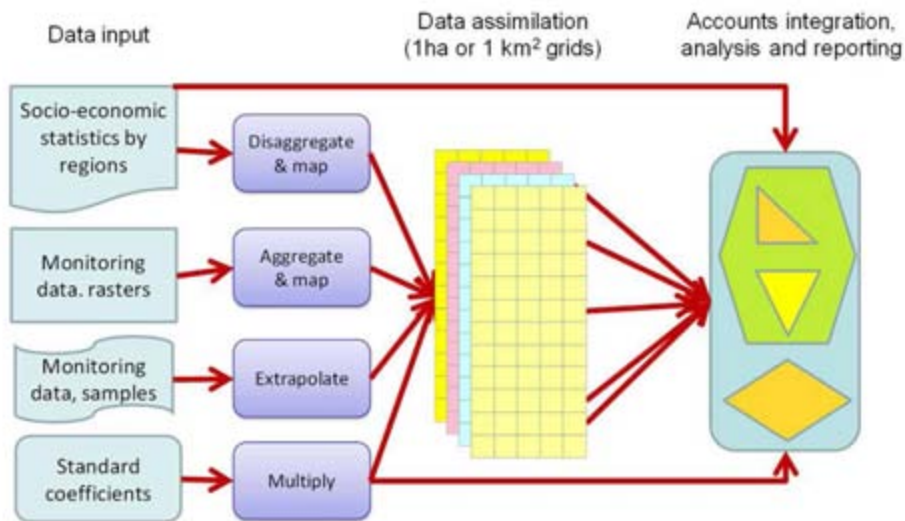 Data input
Data assimilation
(1ha or 1 km² grids)
Accounts integration,
analysis and reporting
Socio-economic
statistics by
regions
Disaggregate
& map
Monitoring
data. rasters
Aggregate
& map
Monitoring
data, samples
Extrapolate
Standard
coefficients
Multiply